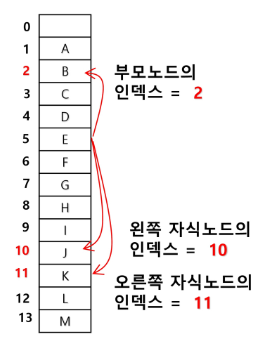 0
1 A
2 B
부모노드의
인덱스 = 2
3 C
4 D
5 E
6 F
7 G
8 H
9 I
왼쪽 자식노드의
인덱스 = 10
10 J
11 K
오른쪽 자식노드의
인덱스 = 11
12 L
13 M